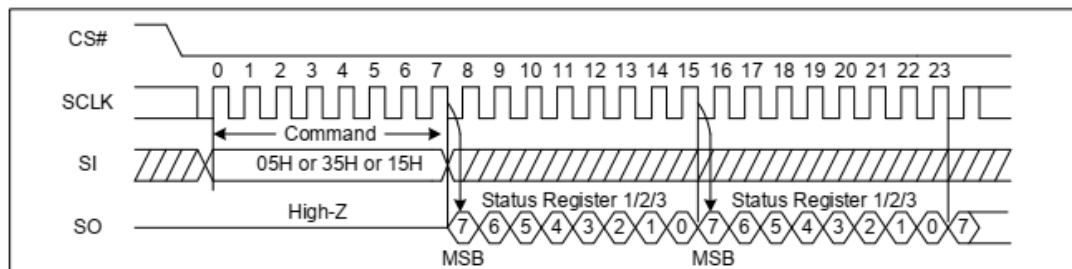 CS#
0 1 2 3 4 5 6 7 8 9 10 11 12 13 14 15 16 17 18 19 20 21 22 23
SCLK
Command
SI
05H or 35H or 15H
High-Z
Status Register 1/2/3 Status Register 1/2/3
SO
7 6 5 4 3 2 1 0 7 6 5 4 3 2 1 0 7
MSB MSB